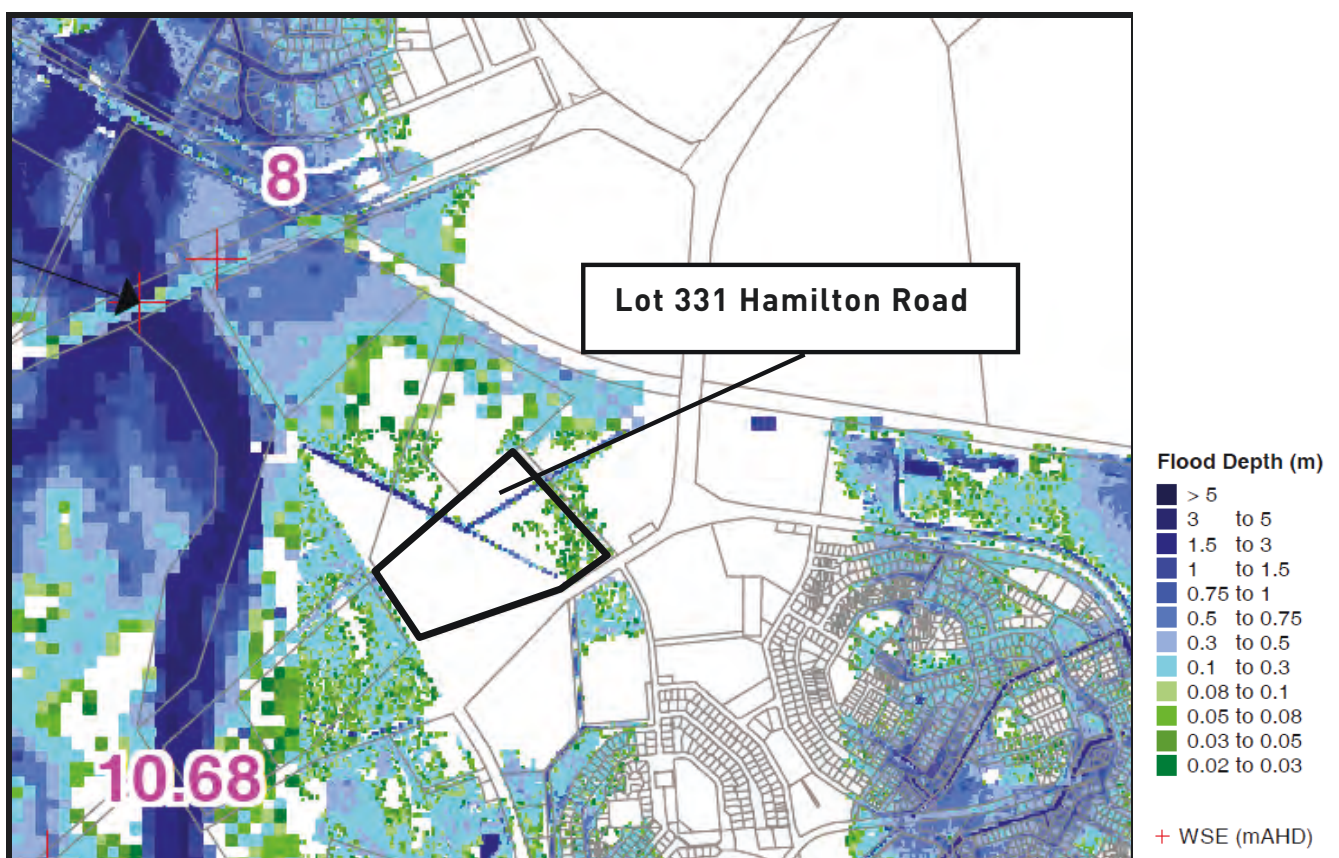 8
Lot 331 Hamilton Road
10.68
Flood Depth (m)
> 5
3 to 5
1.5 to 3
1 to 1.5
0.75 to 1
0.5 to 0.75
0.3 to 0.5
0.1 to 0.3
0.08 to 0.1
0.05 to 0.08
0.03 to 0.05
0.02 to 0.03
+ WSE (mAHD)